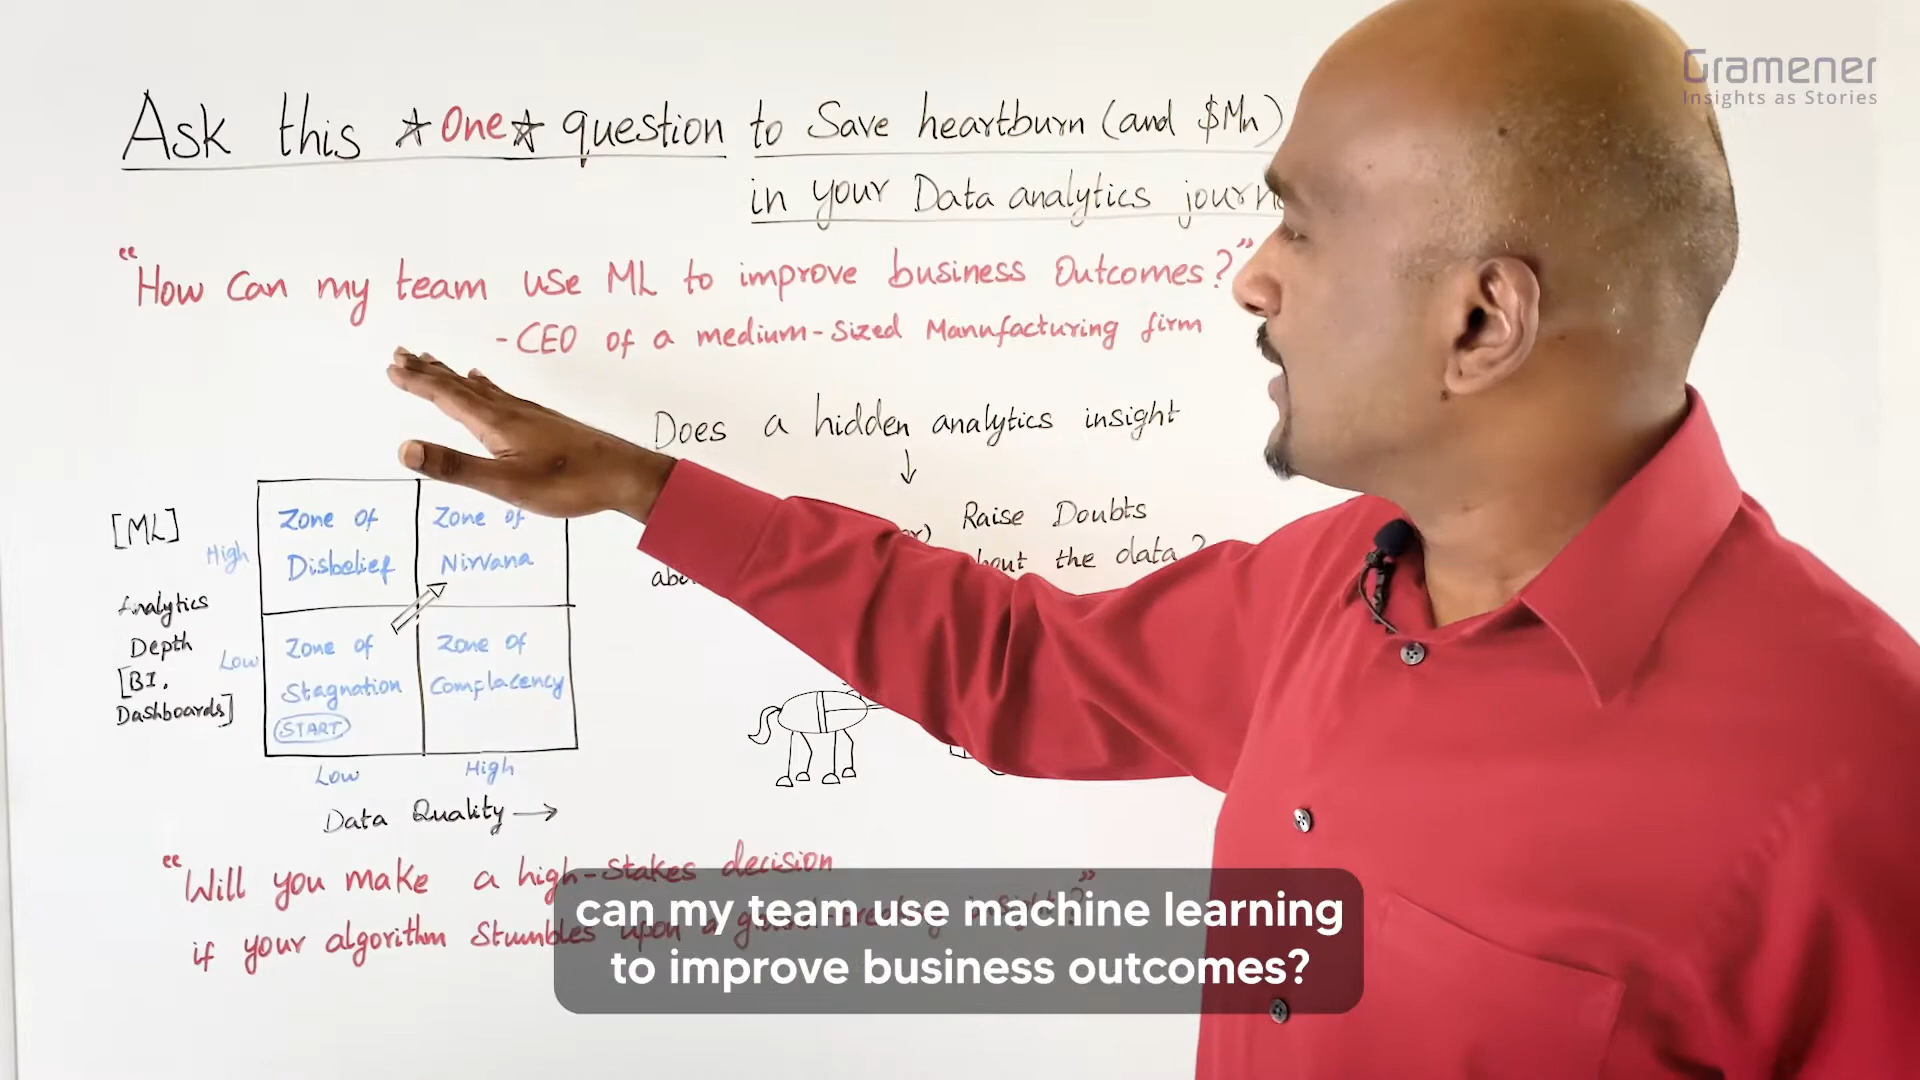 Gramener
Insights as Stories
Ask this ☆One☆ question to Save heartburn (and $Mn)
in your Data analytics journ
"How Can my team use ML to improve business Outcomes?"
- CEO of a medium-sized Manufacturing firm
Does a hidden analytics insight
↓
Raise Doubts
the data?
[ML]
High
Analytics
Depth
Low
[BI,
Dashboards]
Zone of
Disbelief
Zone of
Nirvana
Zone of
Stagnation
START
Zone of
Complacency
Low
High
Data Quality →
"Will you make a high-stakes decision
if your algorithm Stumbles upon a
can my team use machine learning
to improve business outcomes?